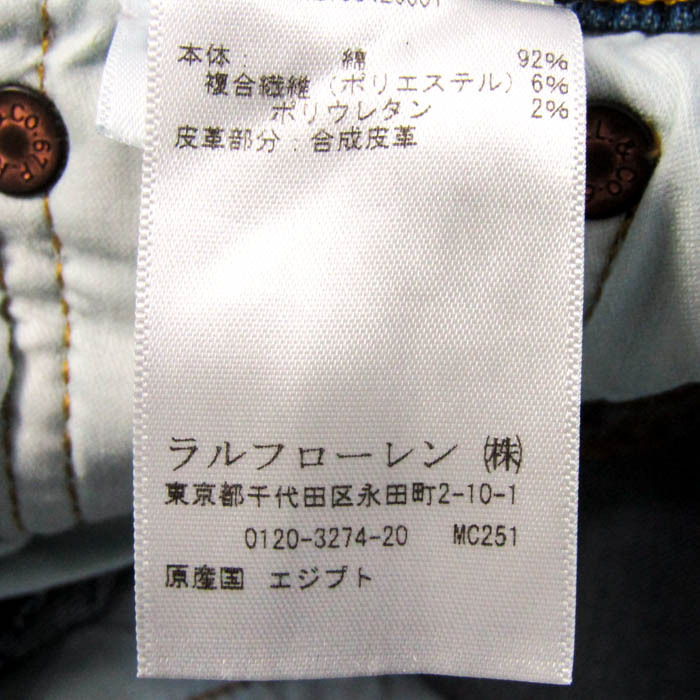 本体： 綿 92%
複合繊維（ポリエステル）6%
ポリウレタン 2%
皮革部分：合成皮革
ラルフローレン ㈱
東京都千代田区永田町2-10-1
0120-3274-20 MC251
原産国 エジプト